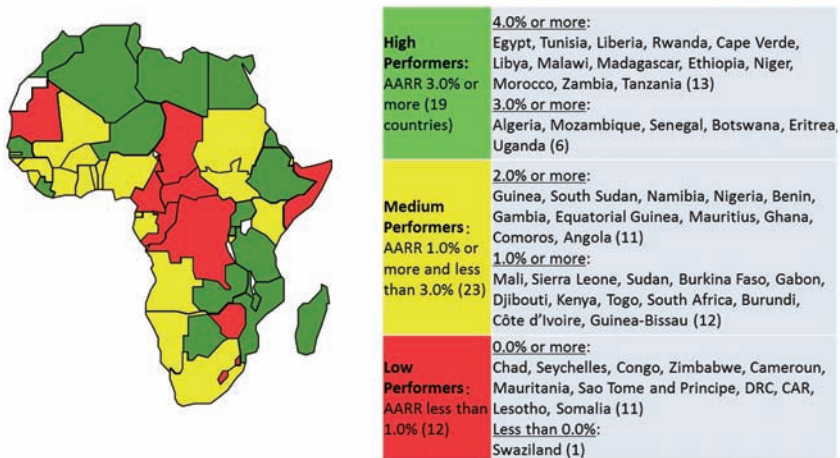 High
Performers:
AARR 3.0% or
more (19
countries)
4.0% or more:
Egypt, Tunisia, Liberia, Rwanda, Cape Verde,
Libya, Malawi, Madagascar, Ethiopia, Niger,
Morocco, Zambia, Tanzania (13)
3.0% or more:
Algeria, Mozambique, Senegal, Botswana, Eritrea,
Uganda (6)
Medium
Performers:
AARR 1.0% or
more and less
than 3.0% (23)
2.0% or more:
Guinea, South Sudan, Namibia, Nigeria, Benin,
Gambia, Equatorial Guinea, Mauritius, Ghana,
Comoros, Angola (11)
1.0% or more:
Mali, Sierra Leone, Sudan, Burkina Faso, Gabon,
Djibouti, Kenya, Togo, South Africa, Burundi,
Côte d'Ivoire, Guinea-Bissau (12)
Low
Performers:
AARR less than
1.0% (12)
0.0% or more:
Chad, Seychelles, Congo, Zimbabwe, Cameroun,
Mauritania, Sao Tome and Principe, DRC, CAR,
Lesotho, Somalia (11)
Less than 0.0%:
Swaziland (1)